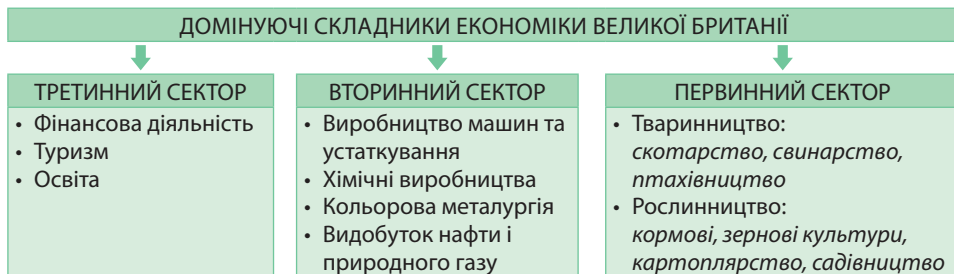 ДОМІНУЮЧІ СКЛАДНИКИ ЕКОНОМІКИ ВЕЛИКОЇ БРИТАНІЇ
ТРЕТИННИЙ СЕКТОР
• Фінансова діяльність
• Туризм
• Освіта
ВТОРИННИЙ СЕКТОР
• Виробництво машин та
устаткування
• Хімічні виробництва
• Кольорова металургія
• Видобуток нафти і
природного газу
ПЕРВИННИЙ СЕКТОР
• Тваринництво:
скотарство, свинарство,
птахівництво
• Рослинництво:
кормові, зернові культури,
картоплярство, садівництво